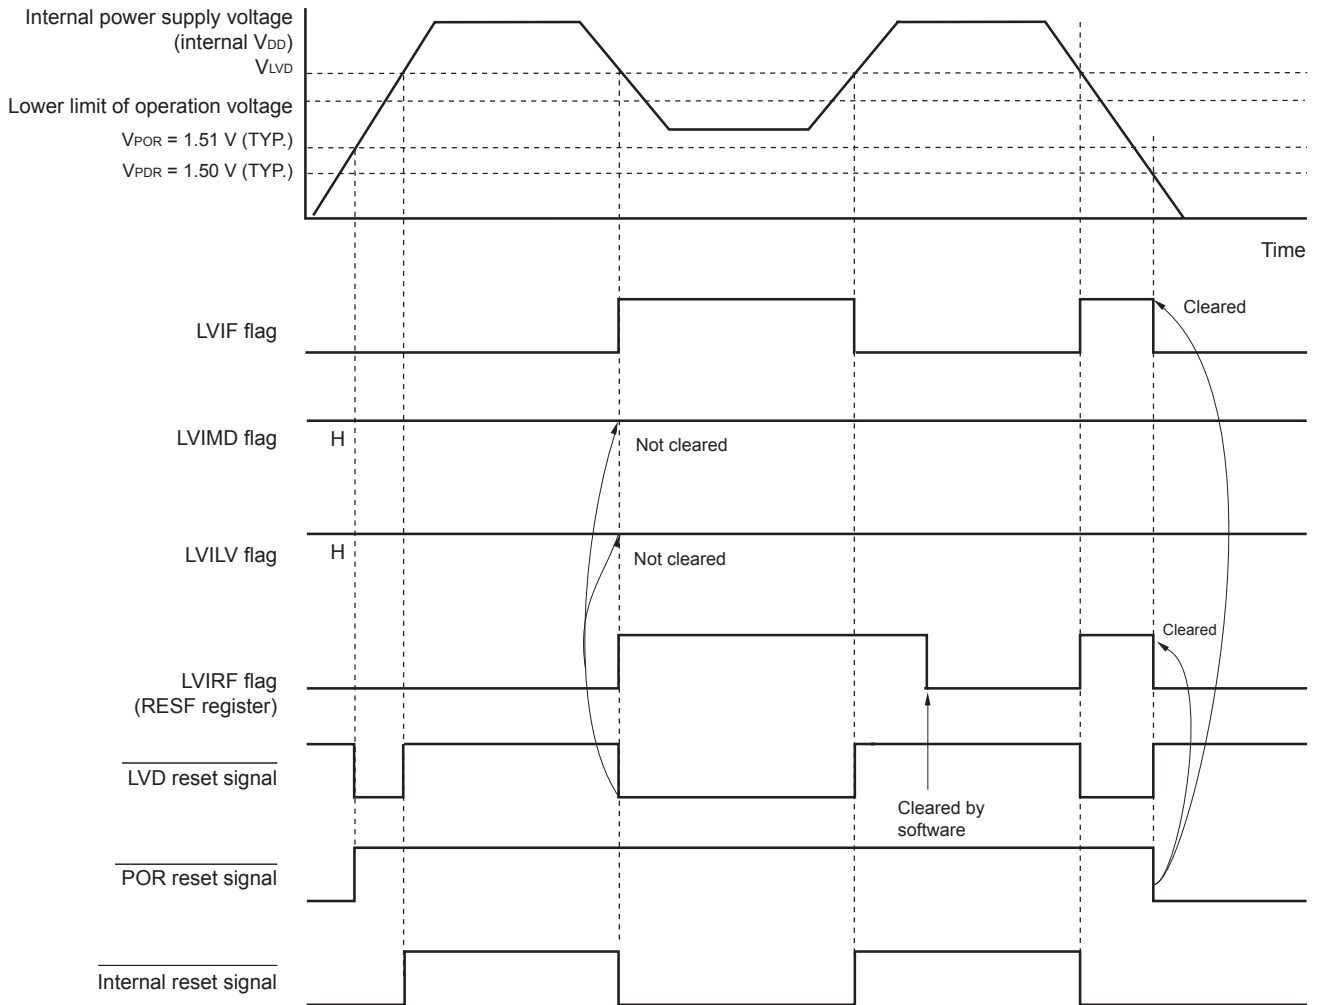 Internal power supply voltage
(internal VDD)
VLVD
Lower limit of operation voltage
VPOR = 1.51 V (TYP.)
VPDR = 1.50 V (TYP.)
Time
Cleared
LVIF flag
LVIMD flag
H
Not cleared
LVILV flag
H
Not cleared
Cleared
LVIRF flag
(RESF register)
LVD reset signal
Cleared by
software
POR reset signal
Internal reset signal